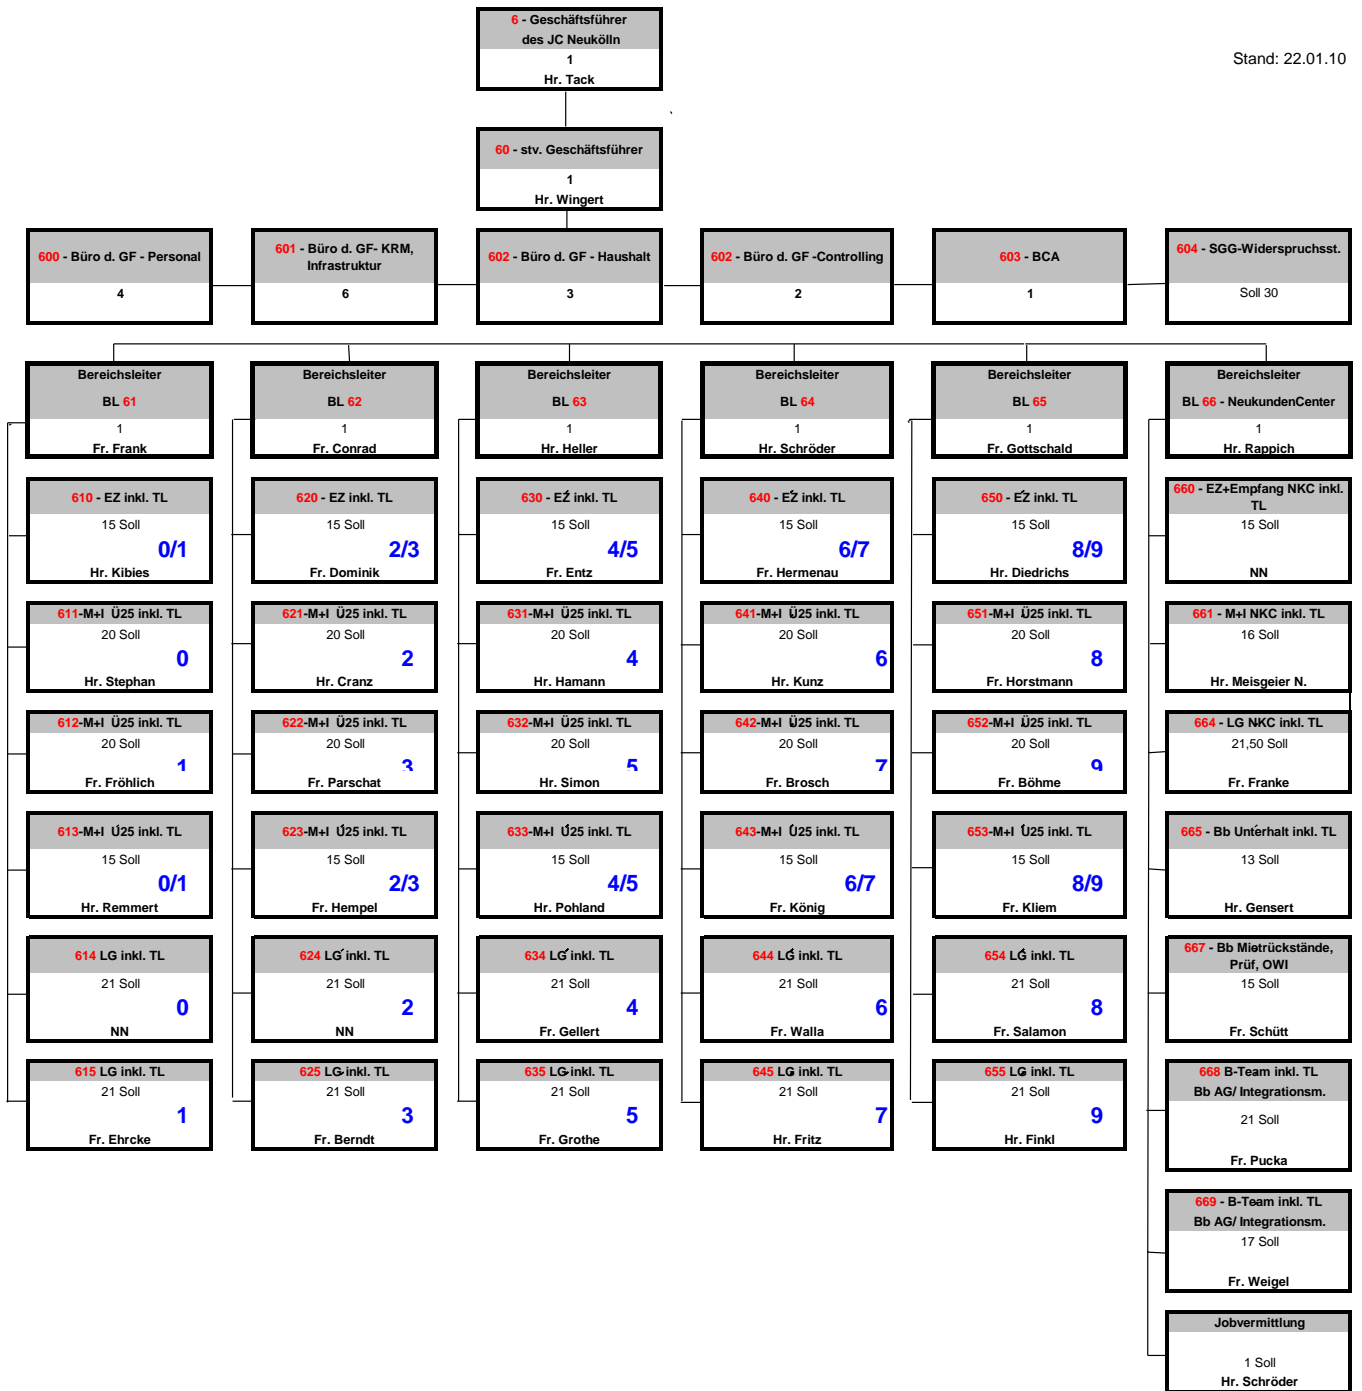 6 - Geschäftsführer
des JC Neukölln
1
Hr. Tack
Stand: 22.01.10
60 - stv. Geschäftsführer
1
Hr. Wingert
600 - Büro d. GF - Personal
4
601 - Büro d. GF- KRM,
Infrastruktur
6
602 - Büro d. GF - Haushalt
3
602 - Büro d. GF -Controlling
2
603 - BCA
1
604 - SGG-Widerspruchsst.
Soll 30
Bereichsleiter
BL 61
1
Fr. Frank
610 - EZ inkl. TL
15 Soll
0/1
Hr. Kibies
611-M+I Ü25 inkl. TL
20 Soll
0
Hr. Stephan
612-M+I Ü25 inkl. TL
20 Soll
1
Fr. Fröhlich
613-M+I Ü25 inkl. TL
15 Soll
0/1
Hr. Remmert
614 LG inkl. TL
21 Soll
0
NN
615 LG inkl. TL
21 Soll
1
Fr. Ehrcke
Bereichsleiter
BL 62
1
Fr. Conrad
620 - EZ inkl. TL
15 Soll
2/3
Fr. Dominik
621-M+I Ü25 inkl. TL
20 Soll
2
Hr. Cranz
622-M+I Ü25 inkl. TL
20 Soll
3
Fr. Parschat
623-M+I Ü25 inkl. TL
15 Soll
2/3
Fr. Hempel
624 LG inkl. TL
21 Soll
2
NN
625 LG inkl. TL
21 Soll
3
Fr. Berndt
Bereichsleiter
BL 63
1
Hr. Heller
630 - EZ inkl. TL
15 Soll
4/5
Fr. Entz
631-M+I Ü25 inkl. TL
20 Soll
4
Hr. Hamann
632-M+I Ü25 inkl. TL
20 Soll
5
Hr. Simon
633-M+I Ü25 inkl. TL
15 Soll
4/5
Hr. Pohland
634 LG inkl. TL
21 Soll
4
Fr. Gellert
635 LG inkl. TL
21 Soll
5
Fr. Grothe
Bereichsleiter
BL 64
1
Hr. Schröder
640 - EZ inkl. TL
15 Soll
6/7
Fr. Hermenau
641-M+I Ü25 inkl. TL
20 Soll
6
Hr. Kunz
642-M+I Ü25 inkl. TL
20 Soll
7
Fr. Brosch
643-M+I Ü25 inkl. TL
15 Soll
6/7
Fr. König
644 LG inkl. TL
21 Soll
6
Fr. Walla
645 LG inkl. TL
21 Soll
7
Hr. Fritz
Bereichsleiter
BL 65
1
Fr. Gottschald
650 - EZ inkl. TL
15 Soll
8/9
Hr. Diedrichs
651-M+I Ü25 inkl. TL
20 Soll
8
Fr. Horstmann
652-M+I Ü25 inkl. TL
20 Soll
9
Fr. Böhme
653-M+I Ü25 inkl. TL
15 Soll
8/9
Fr. Kliem
654 LG inkl. TL
21 Soll
8
Fr. Salamon
655 LG inkl. TL
21 Soll
9
Hr. Finkl
Bereichsleiter
BL 66 - NeukundenCenter
1
Hr. Rappich
660 - EZ+Empfang NKC inkl.
TL
15 Soll
NN
661 - M+I NKC inkl. TL
16 Soll
Hr. Meisgeier N.
664 - LG NKC inkl. TL
21,50 Soll
Fr. Franke
665 - Bb Unterhalt inkl. TL
13 Soll
Hr. Gensert
667 - Bb Mietrückstände,
Prüf, OWI
15 Soll
Fr. Schütt
668 B-Team inkl. TL
Bb AG/ Integrationsm.
21 Soll
Fr. Pucka
669 - B-Team inkl. TL
Bb AG/ Integrationsm.
17 Soll
Fr. Weigel
Jobvermittlung
1 Soll
Hr. Schröder